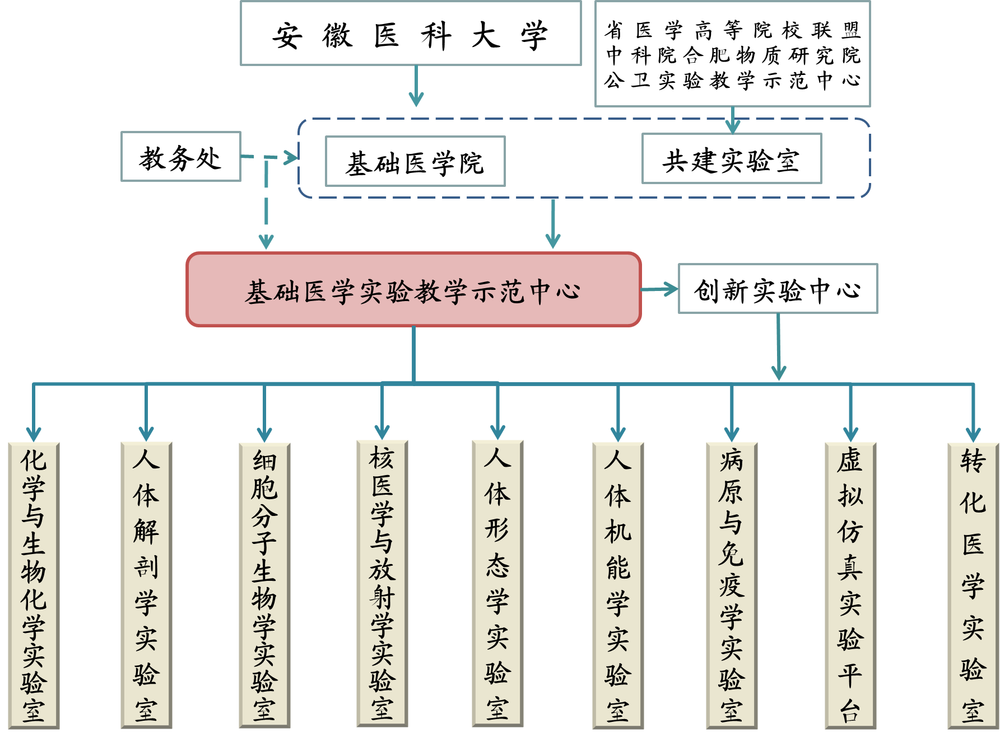 安徽医科大学
省医学高等院校联盟
中科院合肥物质研究院
公卫实验教学示范中心
教务处
基础医学院
共建实验室
基础医学实验教学示范中心
创新实验中心
化学与生物化学实验室
人体解剖学实验室
细胞分子生物学实验室
核医学与放射学实验室
人体形态学实验室
人体机能学实验室
病原与免疫学实验室
虚拟仿真实验平台
转化医学实验室